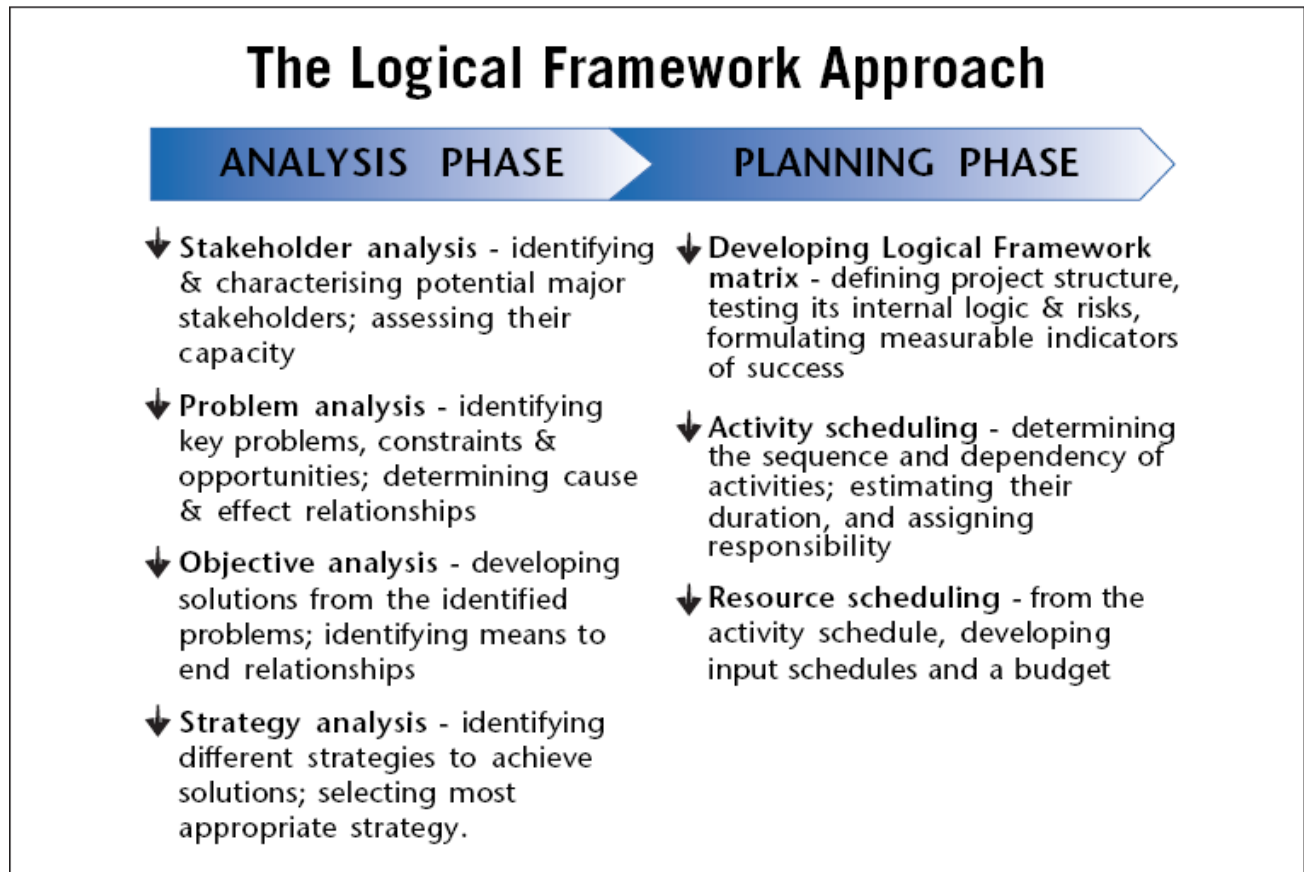 The Logical Framework Approach
ANALYSIS PHASE
PLANNING PHASE
Stakeholder analysis - identifying
& characterising potential major
stakeholders; assessing their
capacity
Problem analysis - identifying
key problems, constraints &
opportunities; determining cause
& effect relationships
Objective analysis - developing
solutions from the identified
problems; identifying means to
end relationships
Strategy analysis - identifying
different strategies to achieve
solutions; selecting most
appropriate strategy.
Developing Logical Framework
matrix - defining project structure,
testing its internal logic & risks,
formulating measurable indicators
of success
Activity scheduling - determining
the sequence and dependency of
activities; estimating their
duration, and assigning
responsibility
Resource scheduling - from the
activity schedule, developing
input schedules and a budget